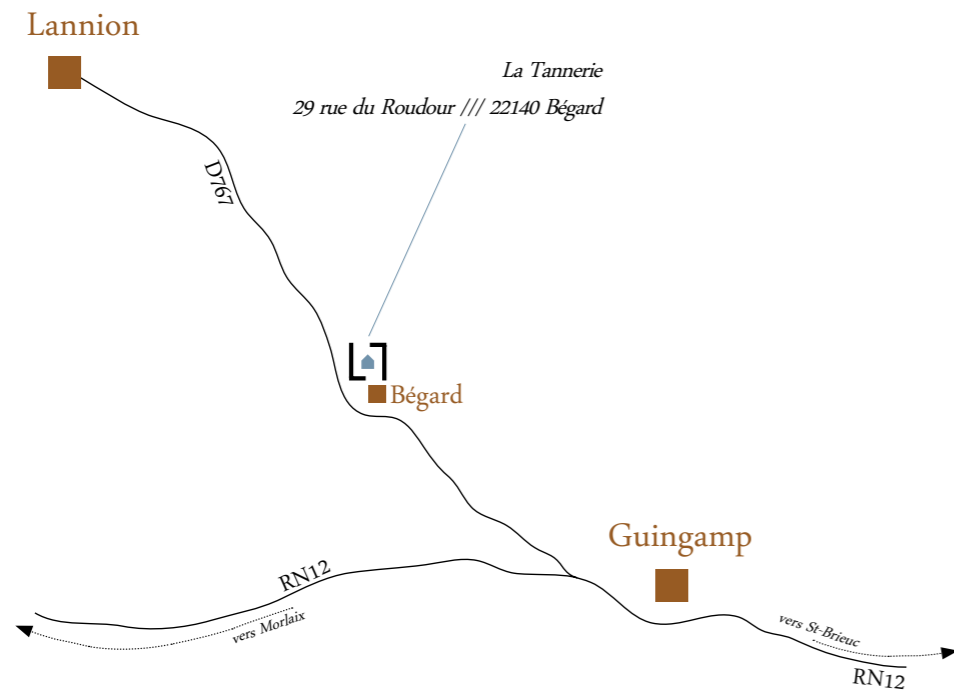 Lannion
La Tannerie
29 rue du Roudour /// 22140 Bégard
D767
Bégard
Guingamp
RN12
vers Morlaix
vers St-Brieuc
RN12